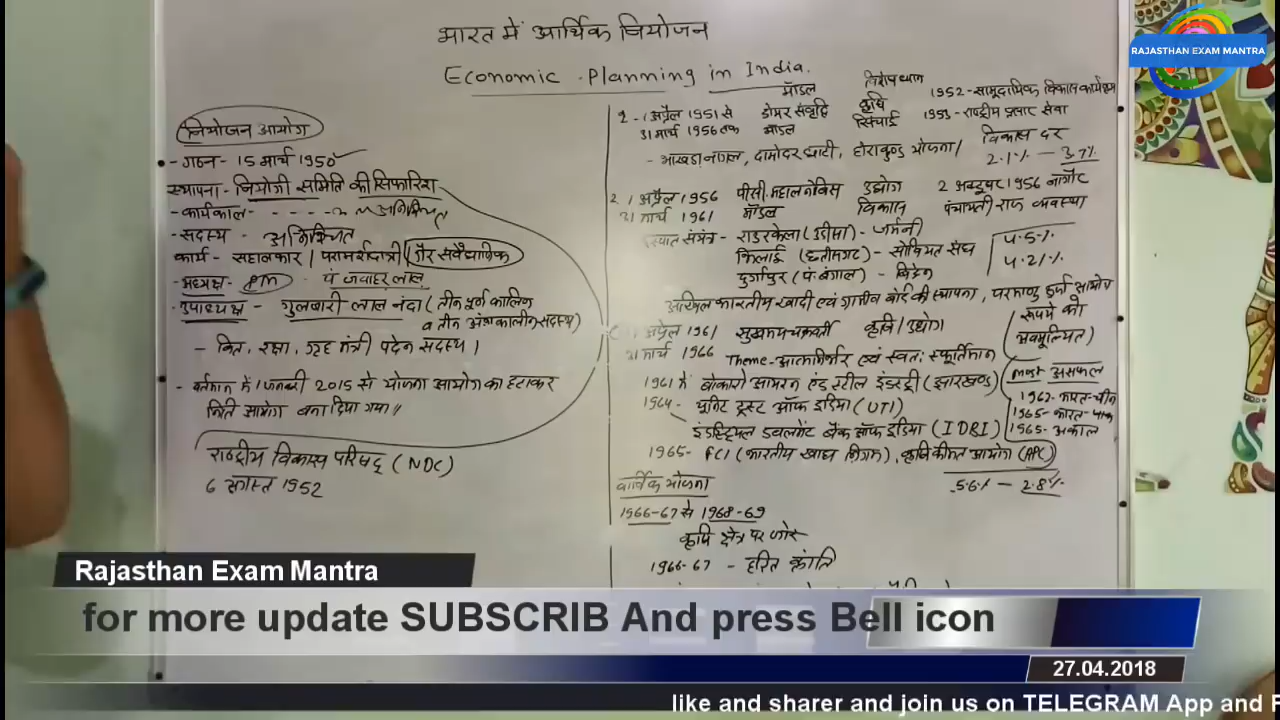 भारत में आर्थिक नियोजन
Economic Planning in India.
RAJASTHAN EXAM MANTRA
नियोजन आयोग
- गठन - 15 मार्च 1950
स्थापना - नियोगी समिति की सिफारिश
- कार्यकाल - - - - - अनिश्चित
- सदस्य - अनिश्चित
कार्य - सहालकार / परामर्शदात्री गैर सवैधानिक
- अध्यक्ष - PM - पं जवाहर लाल
- उपाध्यक्ष - गुलजारी लाल नंदा ( तीन पूर्ण कालिन
व तीन अंशकालीन सदस्य )
- वित, रक्षा, गृह मंत्री पदेन सदस्य ।
- वर्तमान में 1 जनवरी 2015 से योजना आयोग का हटाकर
निति आयोग बना दिया गया॥
राष्ट्रीय विकास परिषद् (NDC)
6 अगस्त 1952
मॉडल
1952 - सामुदायिक विकास कार्यक्रम
1 अप्रैल 1951 से डोमर संवृद्धि कृषि 1953 - राष्ट्रीय प्रसार सेवा
31 मार्च 1956 तक माडल सिंचाई
विकास दर
- भाखडा नांगल, दामोदर घाटी, हीराकुण्ड योजना / 2.1% — 3.7%
2 1 अप्रैल 1956 पी.सी. महालनोबिस उद्योग 2 अक्टूबर 1956 नागौर
31 मार्च 1961 मॉडल विकास पंचायती राज व्यवस्था
इस्पात संयंत्र - राउरकेला (उडीसा) - जर्मनी
भिलाई (छतीसगढ) - सोवियत संघ
दुर्गापुर (प. बंगाल) - ब्रिटेन
4.5%
4.21%
अखिल भारतीय खादी एवं ग्रामीण बोर्ड की स्थापना, परमाणु ऊर्जा आयोग
1 अप्रैल 1961 सुखमय चक्रवर्ती कृषि / उद्योग
31 मार्च 1966 Theme - आत्मनिर्भर एवं स्वतः स्फूर्तिमान
रूपये की
अवमूल्यन
1961 में बोकारो आयरन एंड स्टील इंडस्ट्री (झारखण्ड)
1964 - यूनिट ट्रस्ट ऑफ इंडिया (UTI)
इंडस्ट्रियल डवलमेंट बैंक ऑफ इंडिया (IDBI)
1965 - FCI (भारतीय खाद्य निगम), कृषि कीमत आयोग (APC)
most असफल
1962 - भारत - चीन
1965 - भारत - पाक
1965 - अकाल
5.6% — 2.8%
वार्षिक योजना
1966-67 से 1968-69
कृषि क्षेत्र पर जोर
1966-67 - हरित क्रांति
Rajasthan Exam Mantra
for more update SUBSCRIB And press Bell icon
27.04.2018
like and sharer and join us on TELEGRAM App and